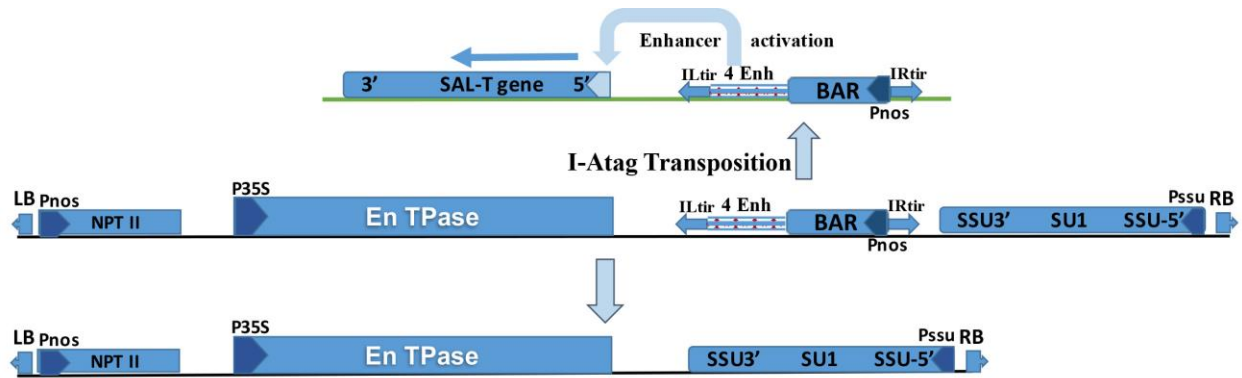 Enhancer activation
3’ SAL-T gene 5’
ILtir 4 Enh BAR IRtir
Pnos
I-Atag Transposition
LB Pnos NPT II P35S En TPase ILtir 4 Enh BAR IRtir Pnos SSU3’ SU1 SSU-5’ Pssu RB
LB Pnos NPT II P35S En TPase SSU3’ SU1 SSU-5’ Pssu RB